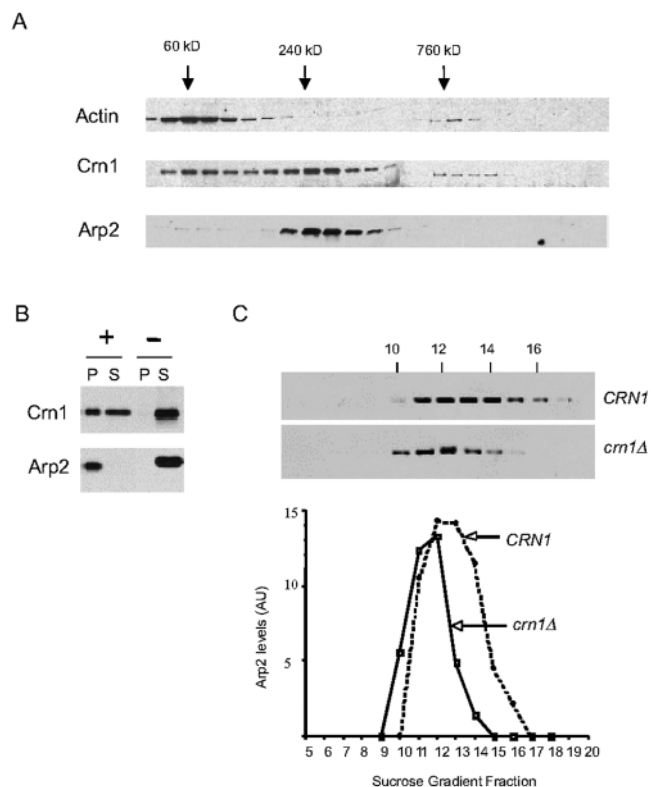 A
60 kD 240 kD 760 kD
Actin
Crn1
Arp2
B
+ -
P S P S
Crn1
Arp2
C
10 12 14 16
CRN1
crn1Δ
15
10
5
Arp2 levels (AU)
CRN1
crn1Δ
5 6 7 8 9 10 11 12 13 14 15 16 17 18 19 20
Sucrose Gradient Fraction